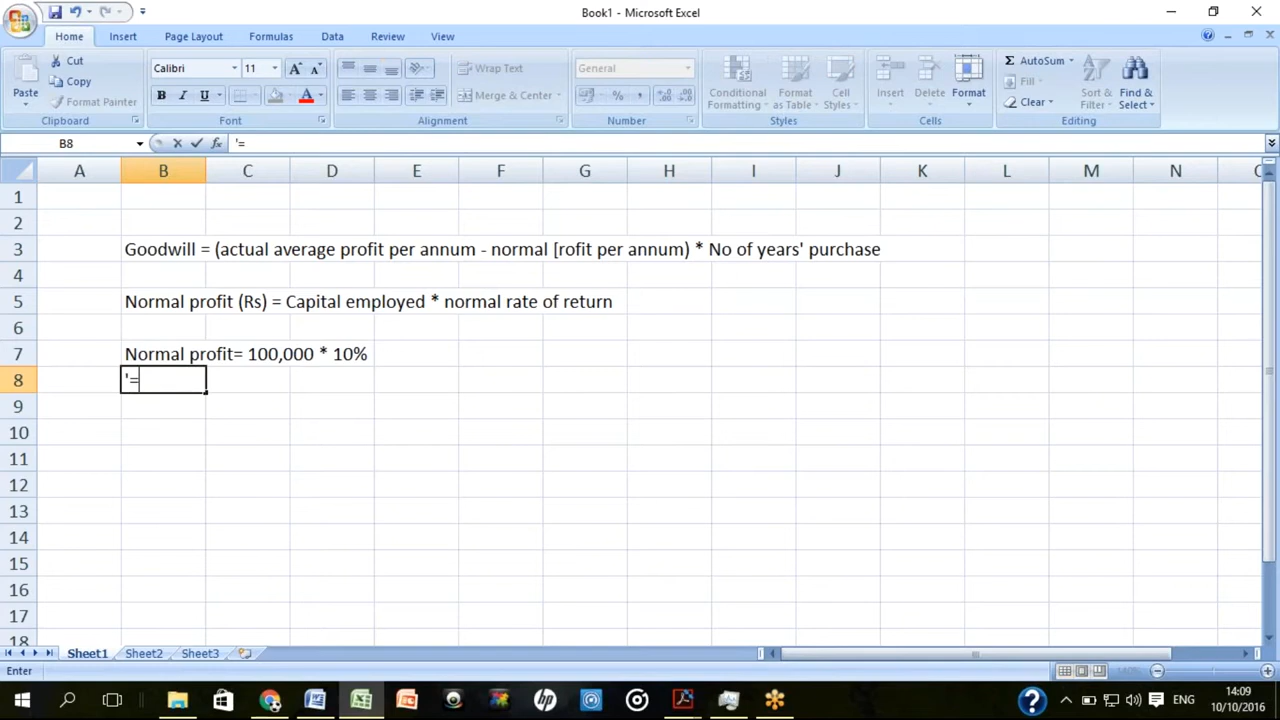 Book1 - Microsoft Excel
Home Insert Page Layout Formulas Data Review View
Cut
Copy
Format Painter
Paste
Clipboard
Calibri 11
B I U
Font
Wrap Text
Merge & Center
Alignment
General
% ,
Number
Conditional Formatting
Format as Table
Cell Styles
Styles
Insert Delete Format
Cells
Σ AutoSum
Fill
Clear
Sort & Filter
Find & Select
Editing
B8 fx '=
A B C D E F G H I J K L M N
1
2
3 Goodwill = (actual average profit per annum - normal [rofit per annum) * No of years' purchase
4
5 Normal profit (Rs) = Capital employed * normal rate of return
6
7 Normal profit= 100,000 * 10%
8 '=
9
10
11
12
13
14
15
16
17
18
Sheet1 Sheet2 Sheet3
Enter
ENG
14:09
10/10/2016